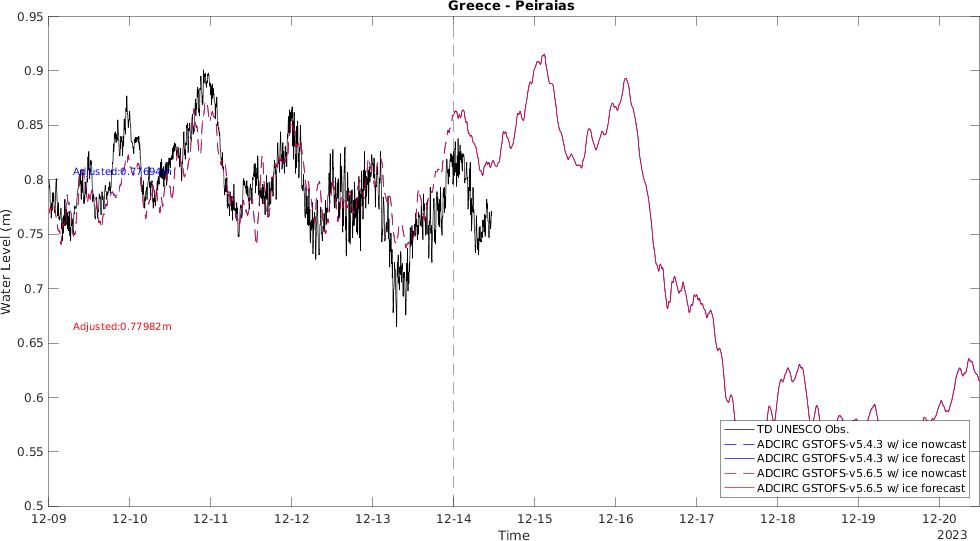 Greece - Peiraias
0.95
0.9
0.85
0.8
0.75
0.7
0.65
0.6
0.55
0.5
Water Level (m)
Adjusted:0.77694m
Adjusted:0.77982m
TD UNESCO Obs.
ADCIRC GSTOFS-v5.4.3 w/ ice nowcast
ADCIRC GSTOFS-v5.4.3 w/ ice forecast
ADCIRC GSTOFS-v5.6.5 w/ ice nowcast
ADCIRC GSTOFS-v5.6.5 w/ ice forecast
12-09 12-10 12-11 12-12 12-13 12-14 12-15 12-16 12-17 12-18 12-19 12-20
Time
2023